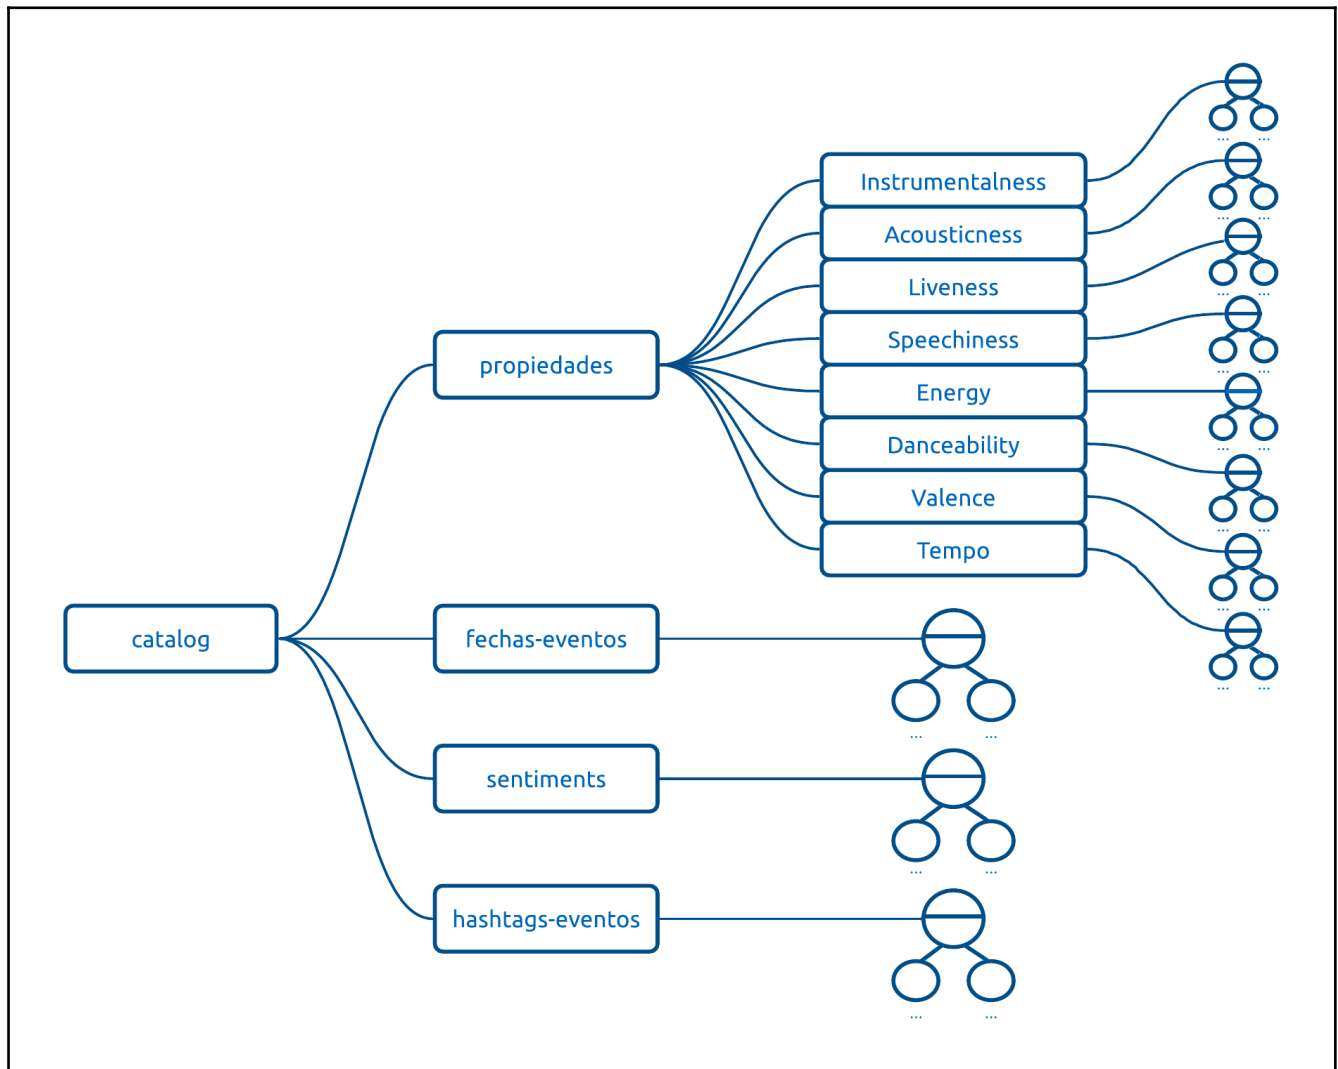 Instrumentalness
Acousticness
Liveness
Speechiness
propiedades
Energy
Danceability
Valence
Tempo
catalog
fechas-eventos
sentiments
hashtags-eventos
... ...
... ...
... ...
... ...
... ...
... ...
... ...
... ...
... ...
... ...
... ...